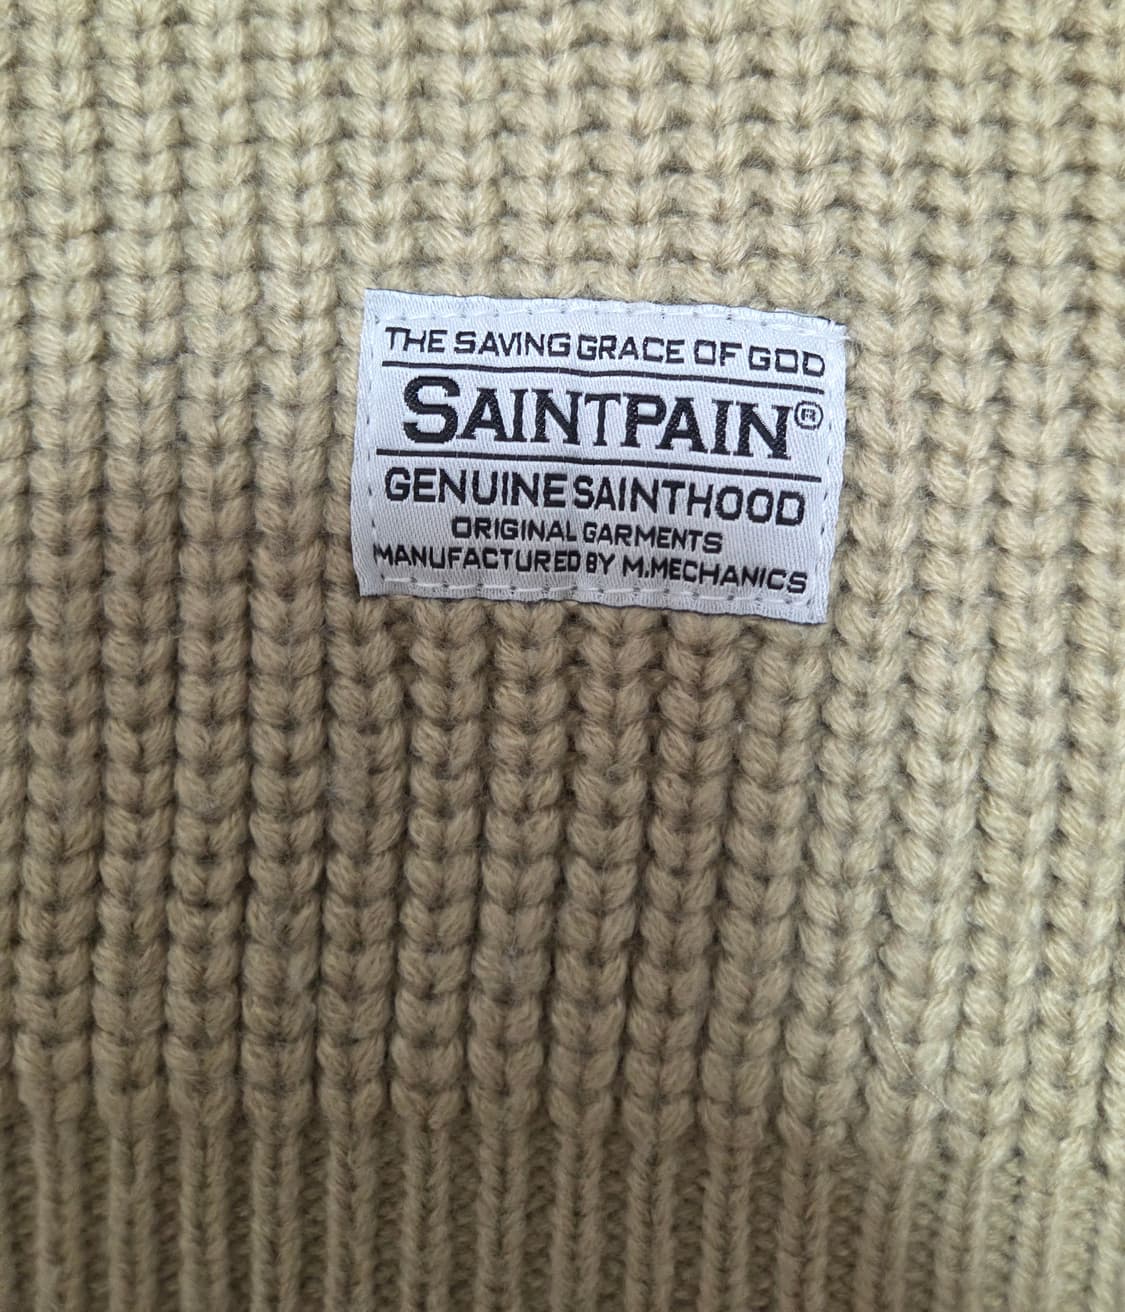 THE SAVING GRACE OF GOD
SAINTPAIN®
GENUINE SAINTHOOD
ORIGINAL GARMENTS
MANUFACTURED BY M.MECHANICS